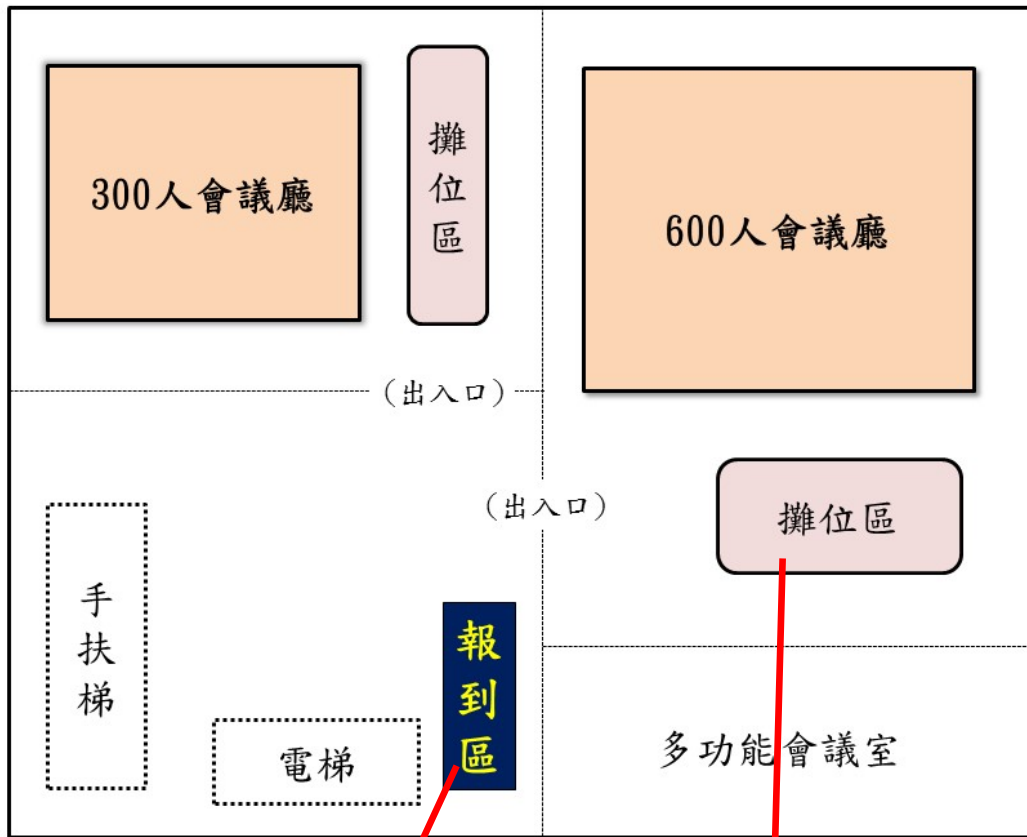 300人會議廳
攤位區
600人會議廳
(出入口)
(出入口)
攤位區
手扶梯
電梯
報到區
多功能會議室